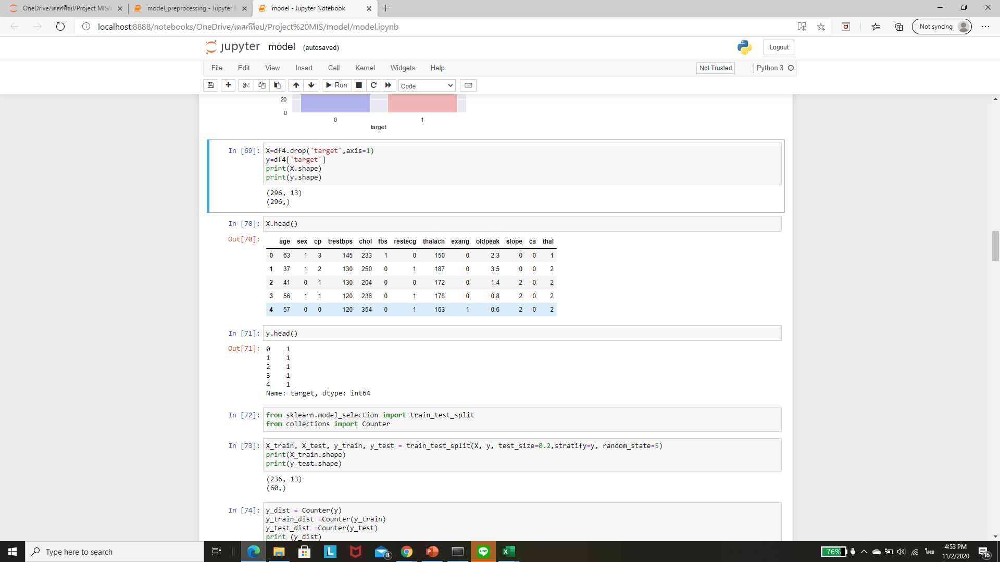 OneDrive/เดสก์ท็อป/Project MIS/
model_preprocessing - Jupyter N
model - Jupyter Notebook
localhost:8888/notebooks/OneDrive/เดสก์ท็อป/Project%20MIS/model/model.ipynb
Not syncing
jupyter model (autosaved)
Logout
File Edit View Insert Cell Kernel Widgets Help
Not Trusted
Python 3
Run
Code
20
0
0 1
target
In [69]: X=df4.drop('target',axis=1)
y=df4['target']
print(X.shape)
print(y.shape)
(296, 13)
(296,)
In [70]: X.head()
Out[70]:
age sex cp trestbps chol fbs restecg thalach exang oldpeak slope ca thal
0 63 1 3 145 233 1 0 150 0 2.3 0 0 1
1 37 1 2 130 250 0 1 187 0 3.5 0 0 2
2 41 0 1 130 204 0 0 172 0 1.4 2 0 2
3 56 1 1 120 236 0 1 178 0 0.8 2 0 2
4 57 0 0 120 354 0 1 163 1 0.6 2 0 2
In [71]: y.head()
Out[71]: 0 1
1 1
2 1
3 1
4 1
Name: target, dtype: int64
In [72]: from sklearn.model_selection import train_test_split
from collections import Counter
In [73]: X_train, X_test, y_train, y_test = train_test_split(X, y, test_size=0.2,stratify=y, random_state=5)
print(X_train.shape)
print(y_test.shape)
(236, 13)
(60,)
In [74]: y_dist = Counter(y)
y_train_dist =Counter(y_train)
y_test_dist =Counter(y_test)
print (y_dist)
Type here to search
L
8
P
LINE
X
76%
ไทย
4:53 PM
11/2/2020
16